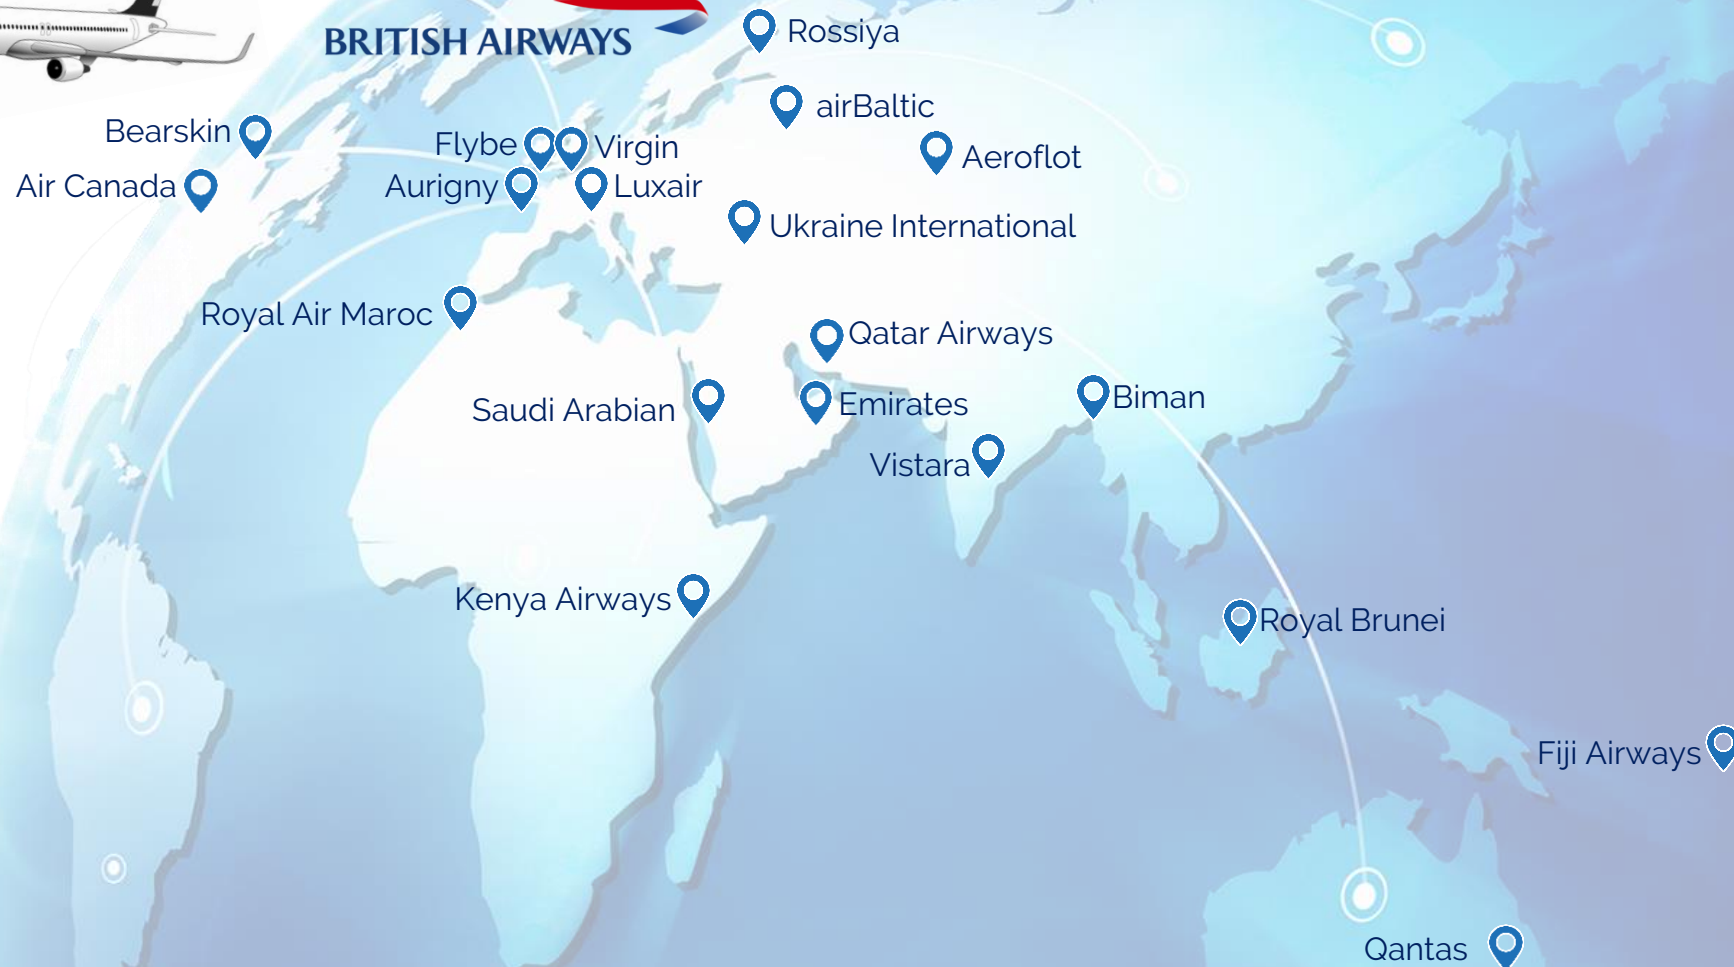 BRITISH AIRWAYS
Rossiya
airBaltic
Bearskin
Flybe
Virgin
Aeroflot
Air Canada
Aurigny
Luxair
Ukraine International
Royal Air Maroc
Qatar Airways
Saudi Arabian
Emirates
Biman
Vistara
Kenya Airways
Royal Brunei
Fiji Airways
Qantas